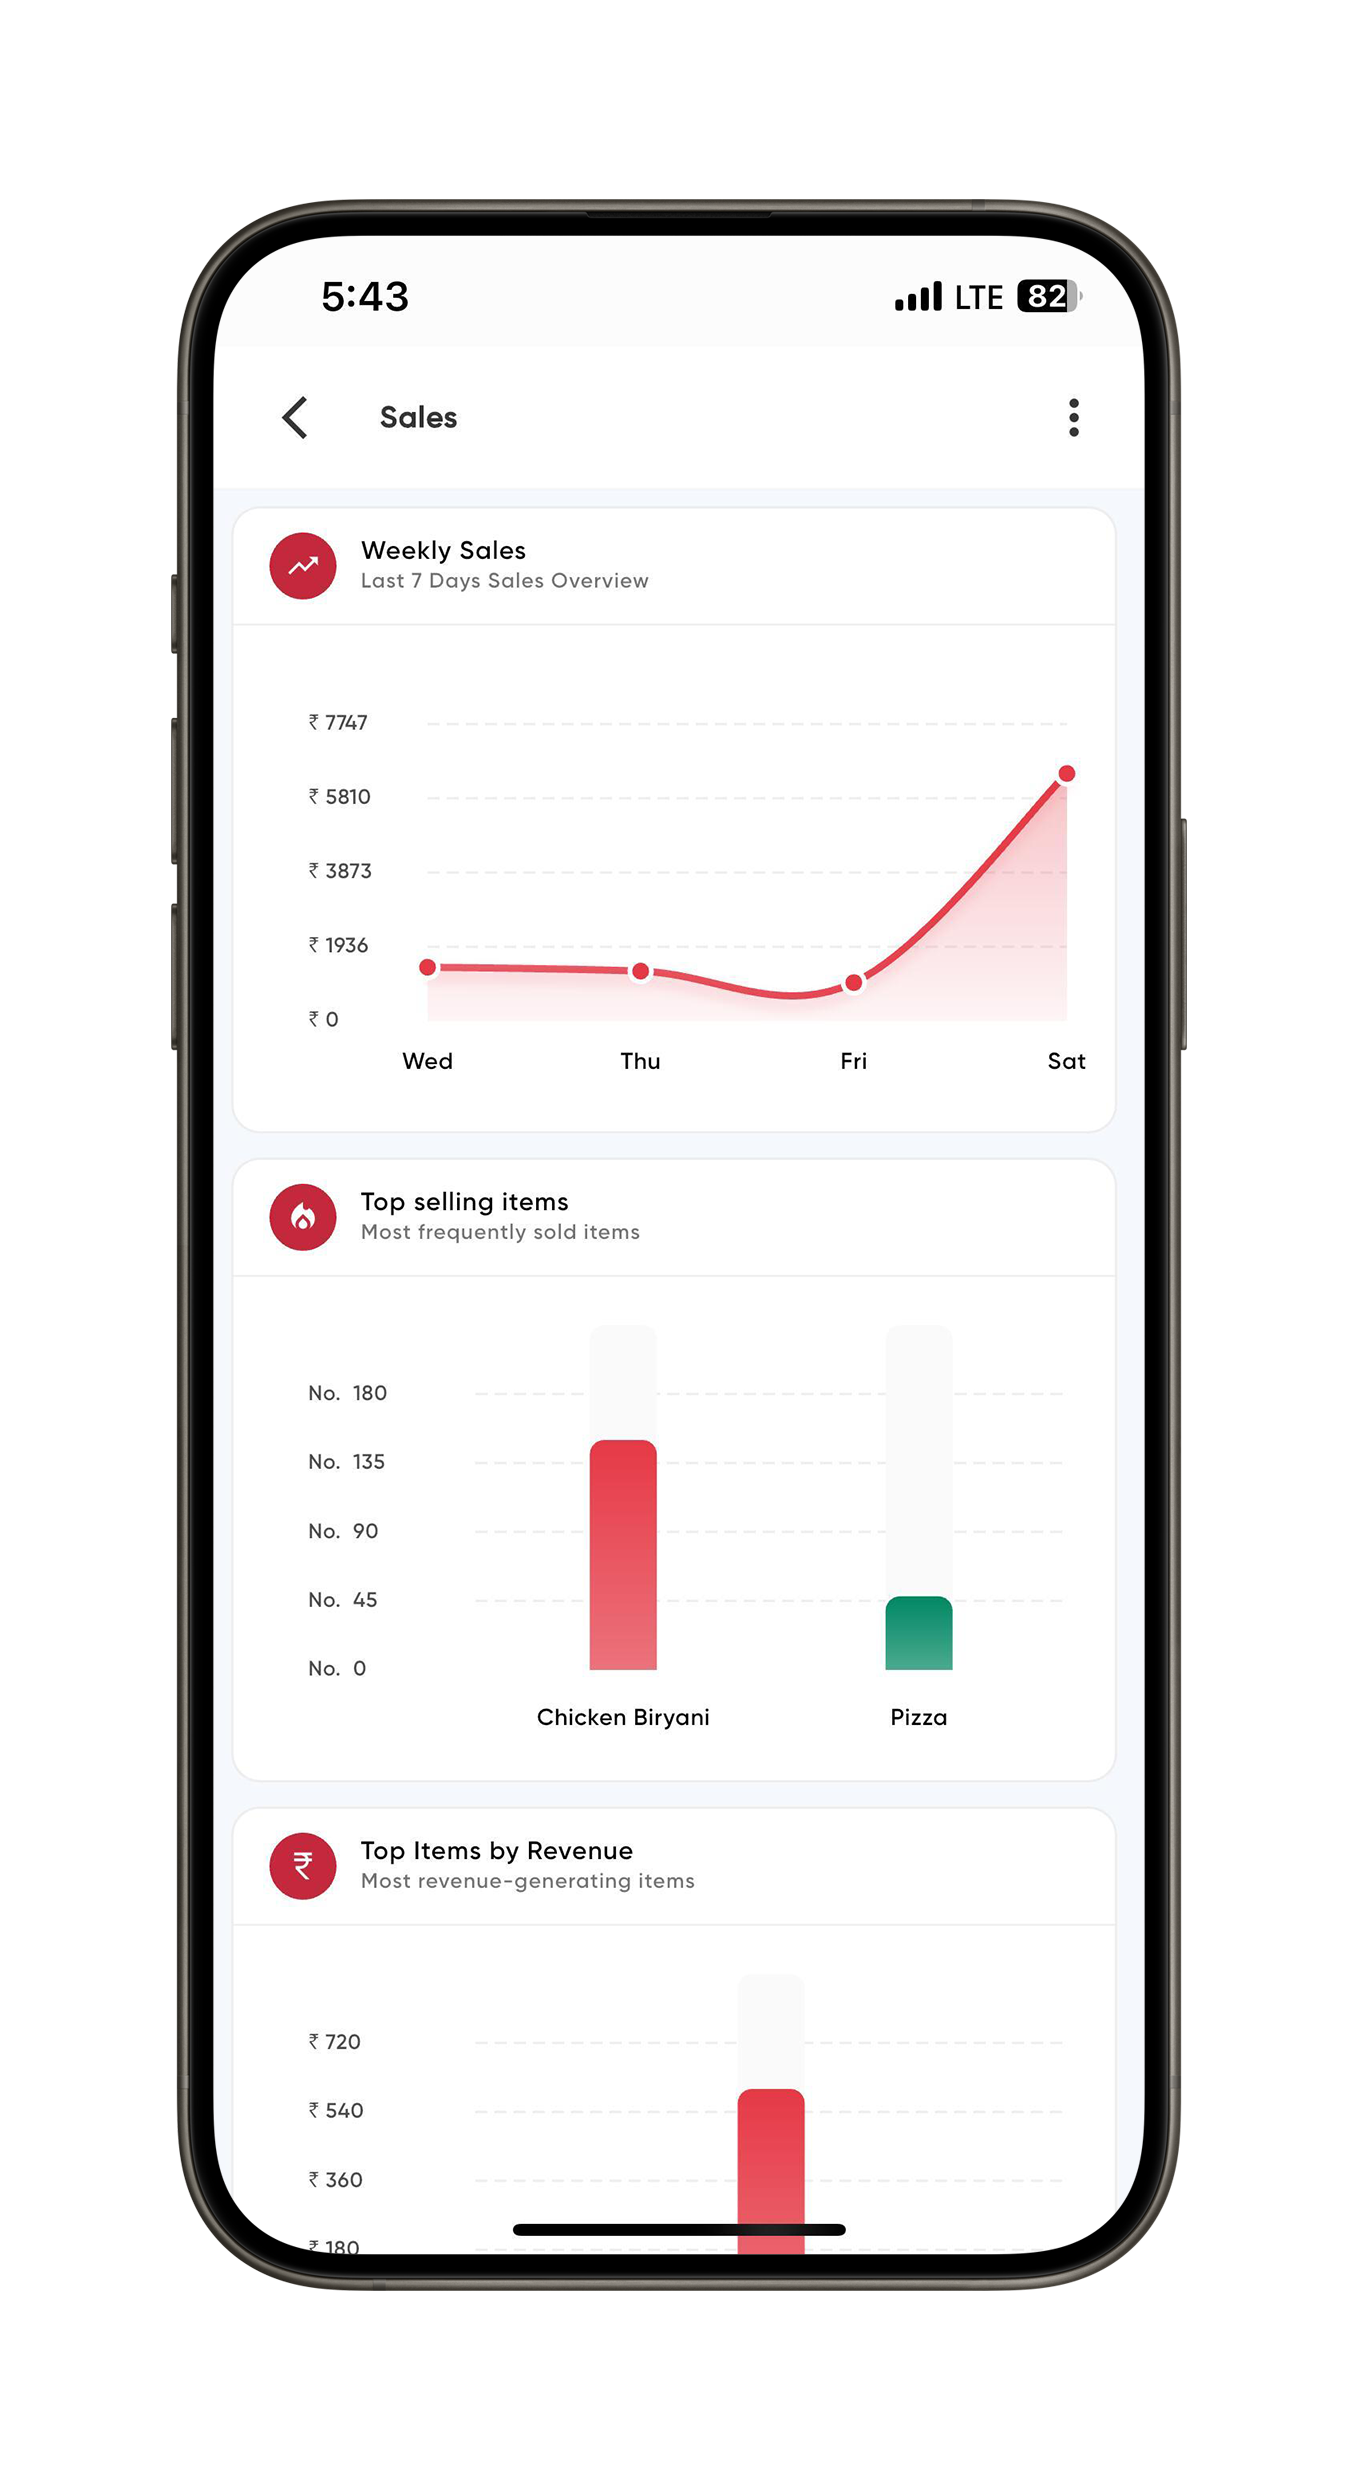 5:43 LTE 82
Sales
Weekly Sales
Last 7 Days Sales Overview
₹ 7747
₹ 5810
₹ 3873
₹ 1936
₹ 0
Wed Thu Fri Sat
Top selling items
Most frequently sold items
No. 180
No. 135
No. 90
No. 45
No. 0
Chicken Biryani Pizza
Top Items by Revenue
Most revenue-generating items
₹ 720
₹ 540
₹ 360
₹ 180